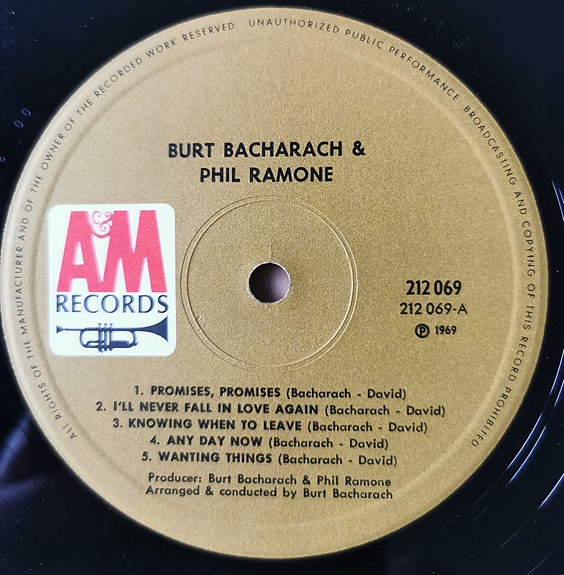 ALL RIGHTS OF THE MANUFACTURER AND OF THE OWNER OF THE RECORDED WORK RESERVED. UNAUTHORIZED PUBLIC PERFORMANCE, BROADCASTING AND COPYING OF THIS RECORD PROHIBITED
BURT BACHARACH &
PHIL RAMONE
A&M
RECORDS
212 069
212 069-A
℗ 1969
1. PROMISES, PROMISES (Bacharach - David)
2. I'LL NEVER FALL IN LOVE AGAIN (Bacharach - David)
3. KNOWING WHEN TO LEAVE (Bacharach - David)
4. ANY DAY NOW (Bacharach - David)
5. WANTING THINGS (Bacharach - David)
Producer: Burt Bacharach & Phil Ramone
Arranged & conducted by Burt Bacharach